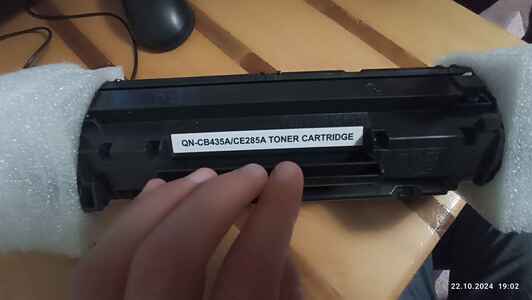 QN-CB435A/CE285A TONER CARTRIDGE
22.10.2024 19:02